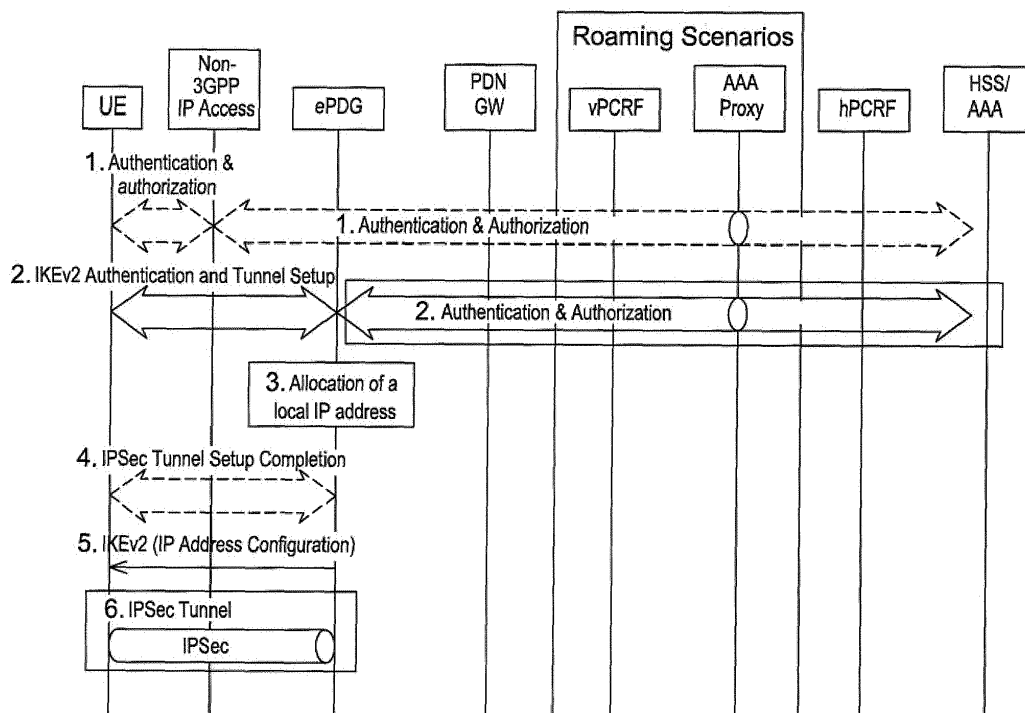 Roaming Scenarios
UE
Non-
3GPP
IP Access
ePDG
PDN
GW
vPCRF
AAA
Proxy
hPCRF
HSS/
AAA
1. Authentication &
authorization
1. Authentication & Authorization
2. IKEv2 Authentication and Tunnel Setup
2. Authentication & Authorization
3. Allocation of a
local IP address
4. IPSec Tunnel Setup Completion
5. IKEv2 (IP Address Configuration)
6. IPSec Tunnel
IPSec